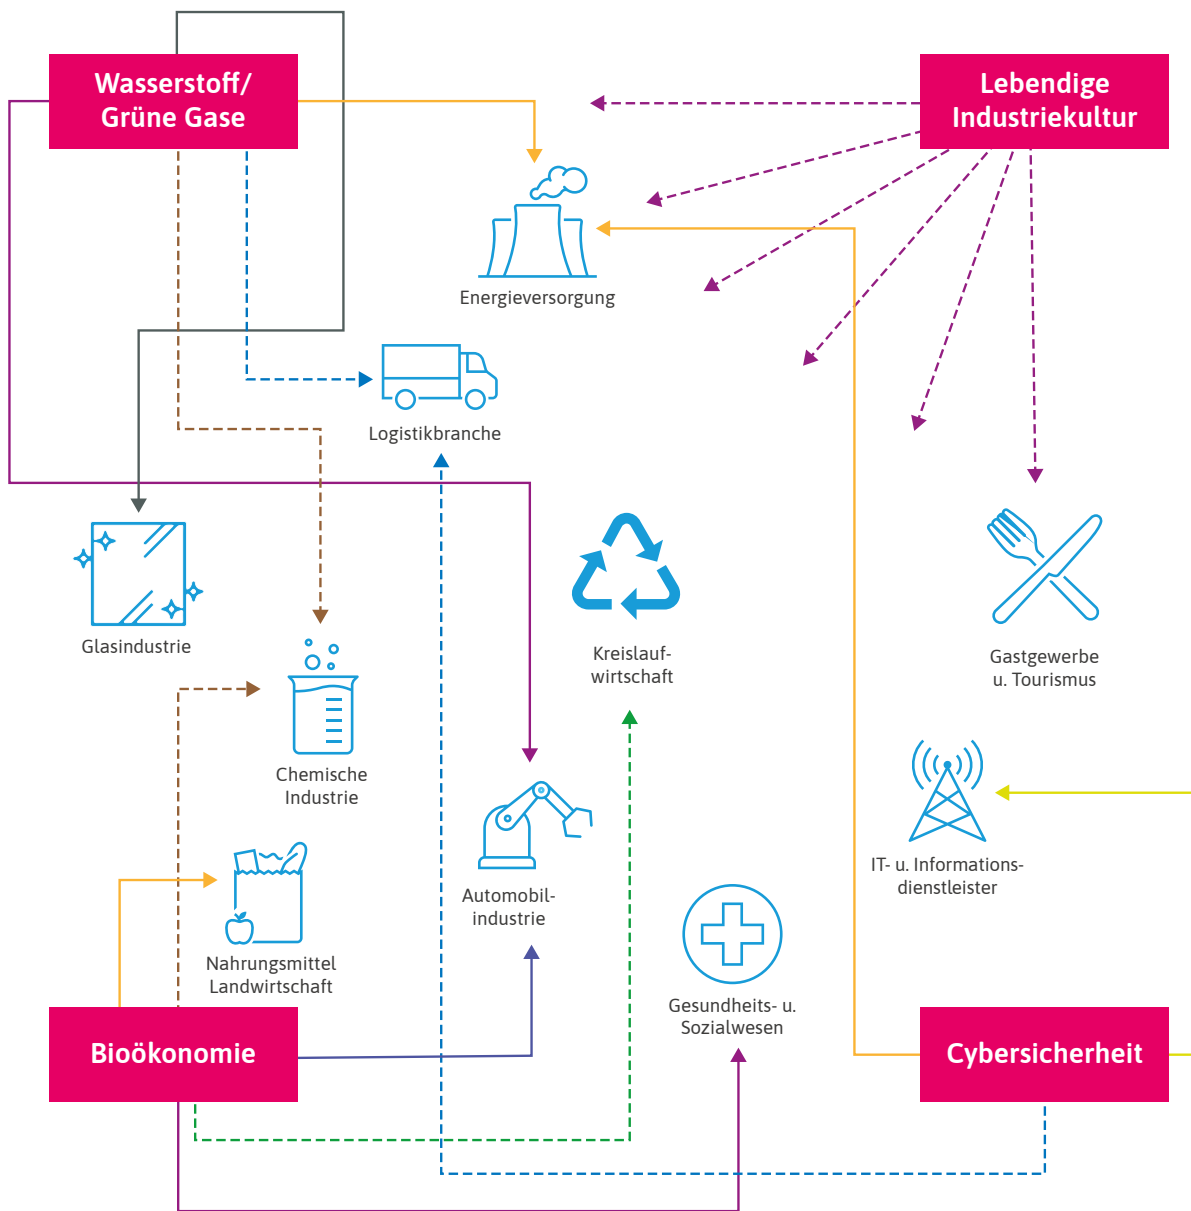 Wasserstoff/
Grüne Gase
Lebendige
Industriekultur
Energieversorgung
Logistikbranche
Glasindustrie
Kreislauf-
wirtschaft
Gastgewerbe
u. Tourismus
Chemische
Industrie
IT- u. Informations-
dienstleister
Automobil-
industrie
Nahrungsmittel
Landwirtschaft
Gesundheits- u.
Sozialwesen
Bioökonomie
Cybersicherheit